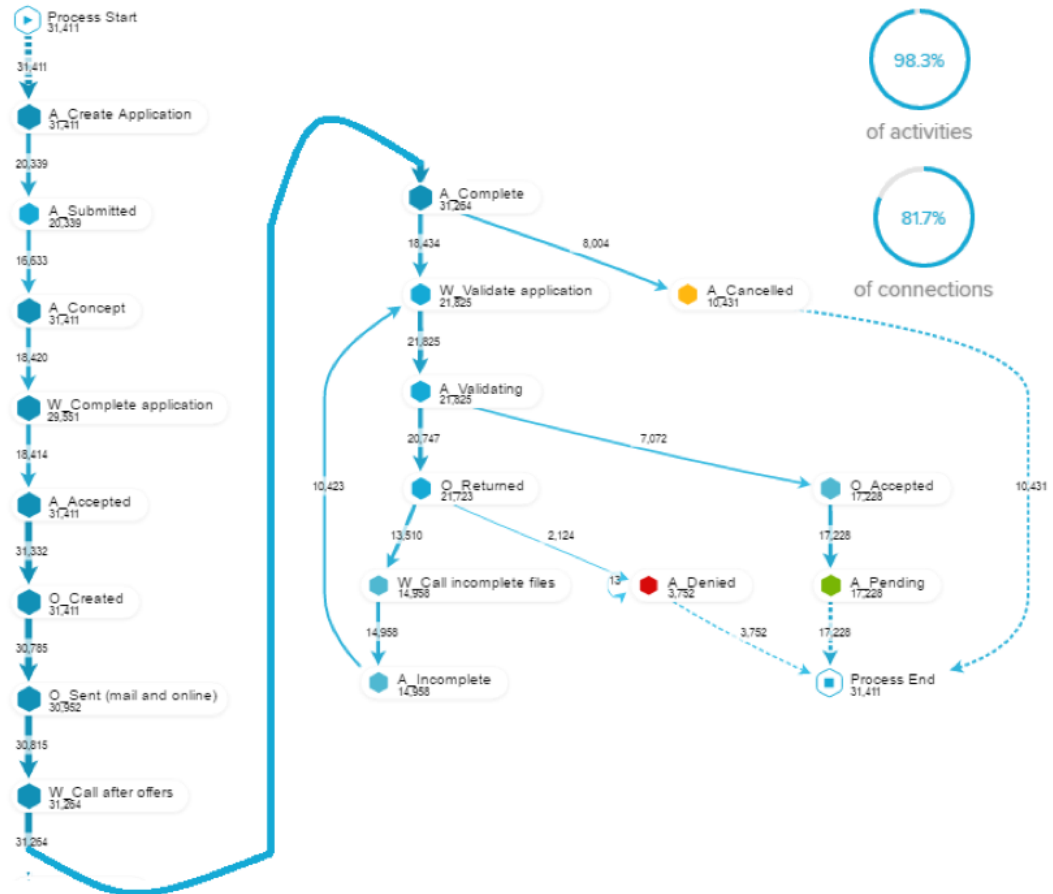 Process Start
31,411
31,411
A_Create Application
31,411
20,339
A_Submitted
20,339
16,633
A_Concept
31,411
18,420
W_Complete application
29,551
18,414
A_Accepted
31,411
31,332
O_Created
31,411
30,785
O_Sent (mail and online)
30,952
30,815
W_Call after offers
31,264
31,264
A_Complete
31,264
18,434
8,004
W_Validate application
21,825
A_Cancelled
10,431
21,825
A_Validating
21,825
20,747
7,072
O_Returned
21,723
10,423
O_Accepted
17,228
10,431
13,510
2,124
17,228
W_Call incomplete files
14,958
13
A_Denied
3,752
A_Pending
17,228
14,958
3,752
17,228
A_Incomplete
14,958
Process End
31,411
98.3%
of activities
81.7%
of connections